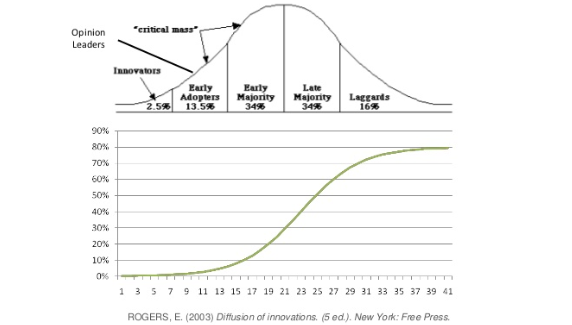 Opinion
Leaders
"critical mass"
Innovators
Early
Adopters
13.5%
Early
Majority
34%
Late
Majority
34%
Laggards
16%
2.5%
90%
80%
70%
60%
50%
40%
30%
20%
10%
0%
1 3 5 7 9 11 13 15 17 19 21 23 25 27 29 31 33 35 37 39 41
ROGERS, E. (2003) Diffusion of innovations. (5 ed.). New York: Free Press.